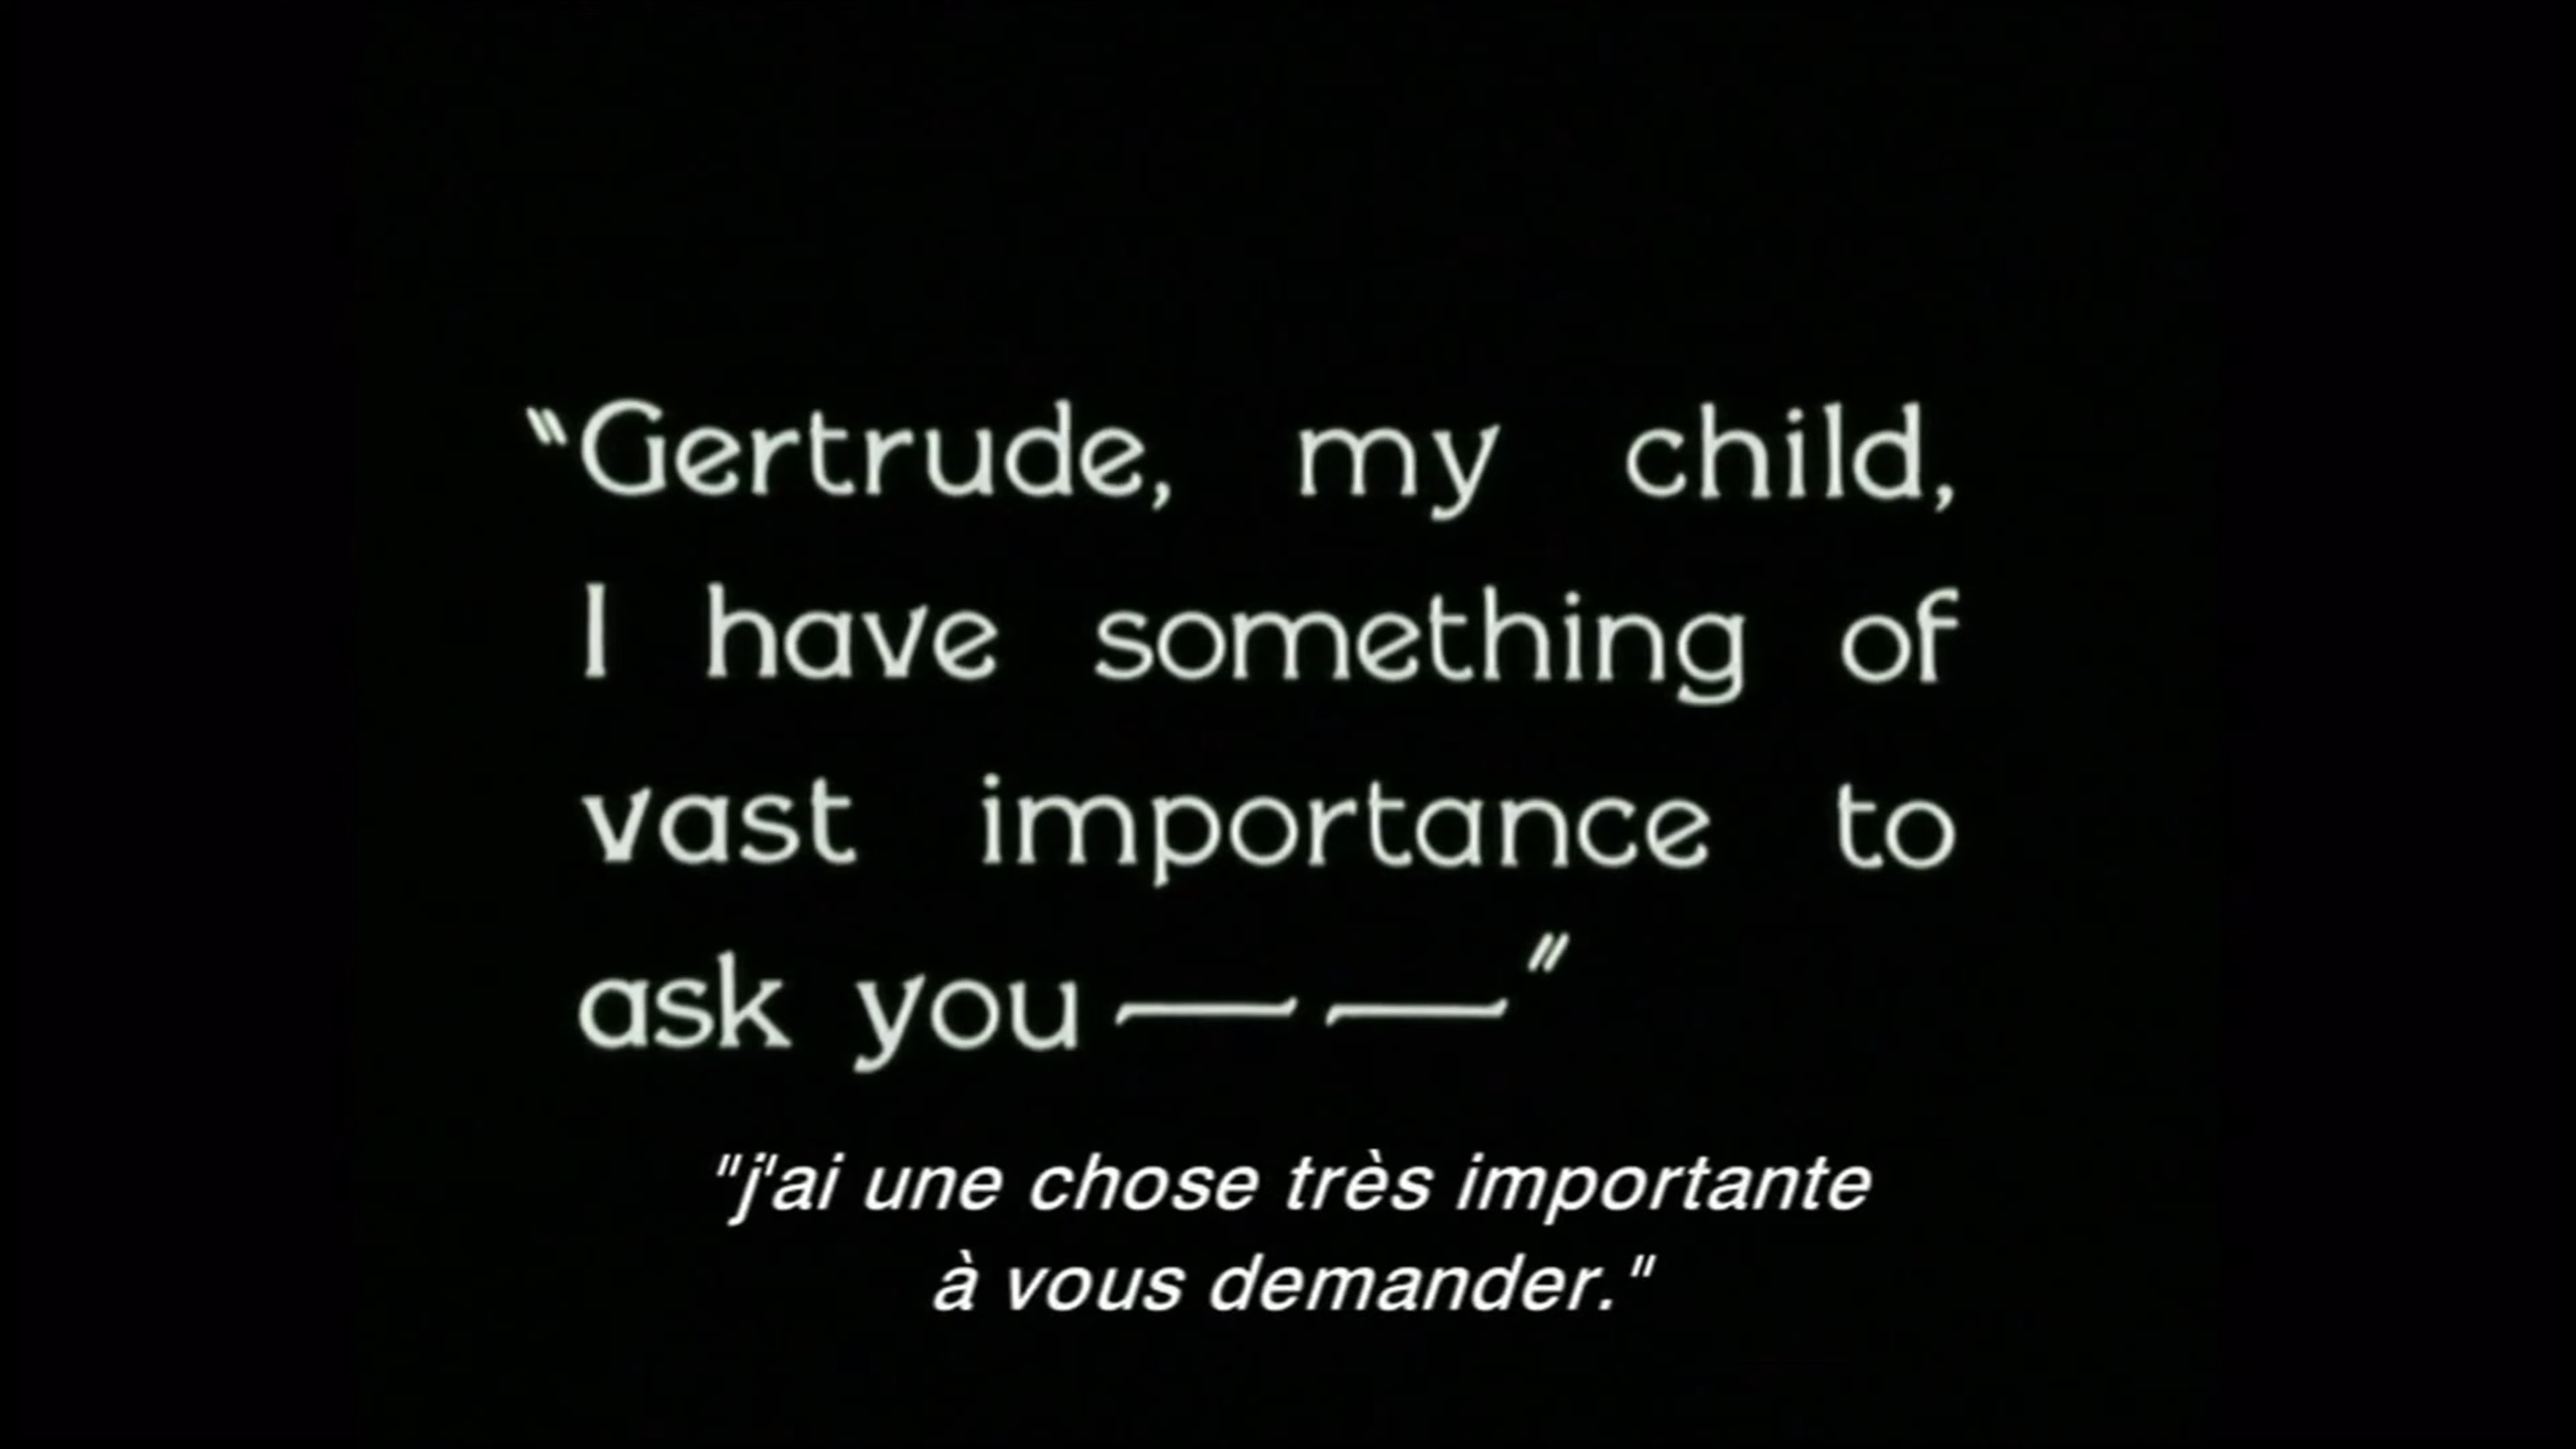 "Gertrude, my child,
I have something of
vast importance to
ask you — —"
"j'ai une chose très importante
à vous demander."